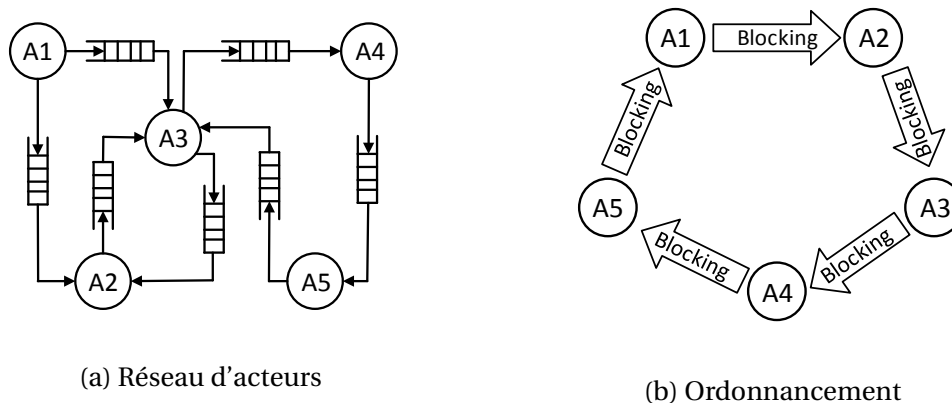 A1
A4
A3
A2
A5
(a) Réseau d'acteurs
A1
Blocking
A2
Blocking
A3
Blocking
A4
Blocking
A5
Blocking
(b) Ordonnancement